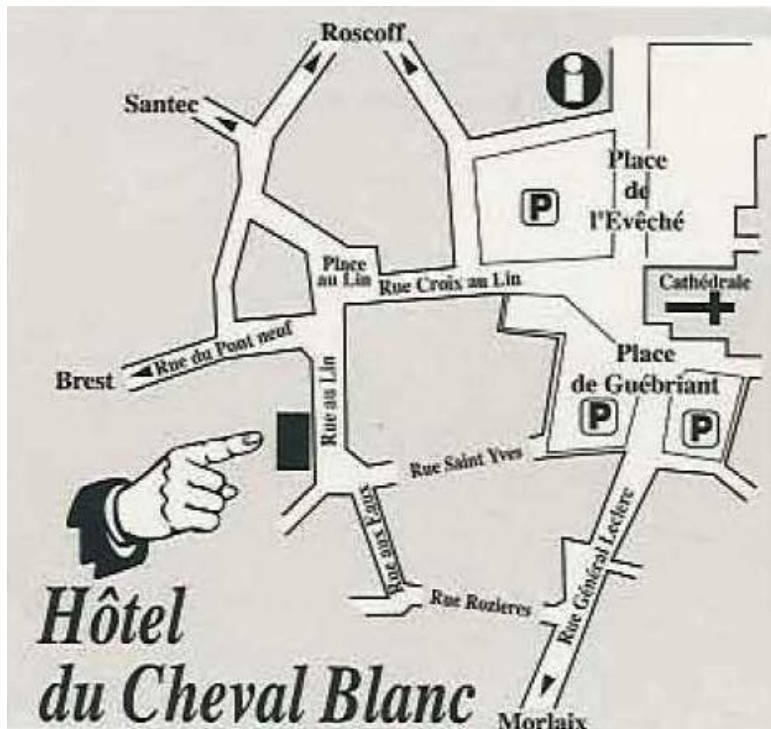 Roscoff
Santec
Place
de
l'Evêché
P
Place
au Lin
Rue Croix au Lin
Cathédrale
Rue du Pont neuf
Brest
Place
de Guébriant
P
P
Rue au Lin
Rue Saint Yves
Rue aux Eaux
Rue Général Leclerc
Rue Rozieres
Hôtel
du Cheval Blanc
Morlaix